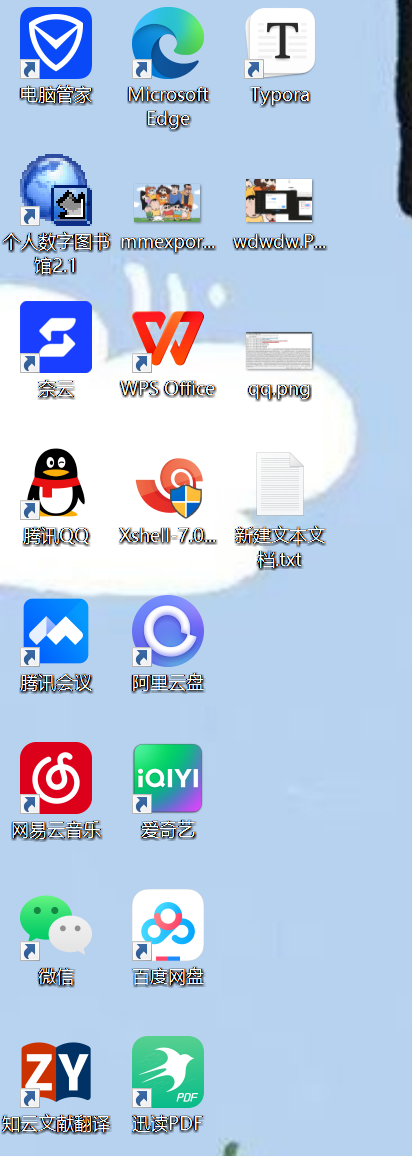 电脑管家
Microsoft
Edge
T
Typora
个人数字图书
馆2.1
mmexpor...
wdwdw.P...
奈云
WPS Office
qq.png
腾讯QQ
Xshell-7.0...
新建文本文
档.txt
腾讯会议
阿里云盘
网易云音乐
iQIYI
爱奇艺
微信
百度网盘
ZY
知云文献翻译
PDF
迅读PDF